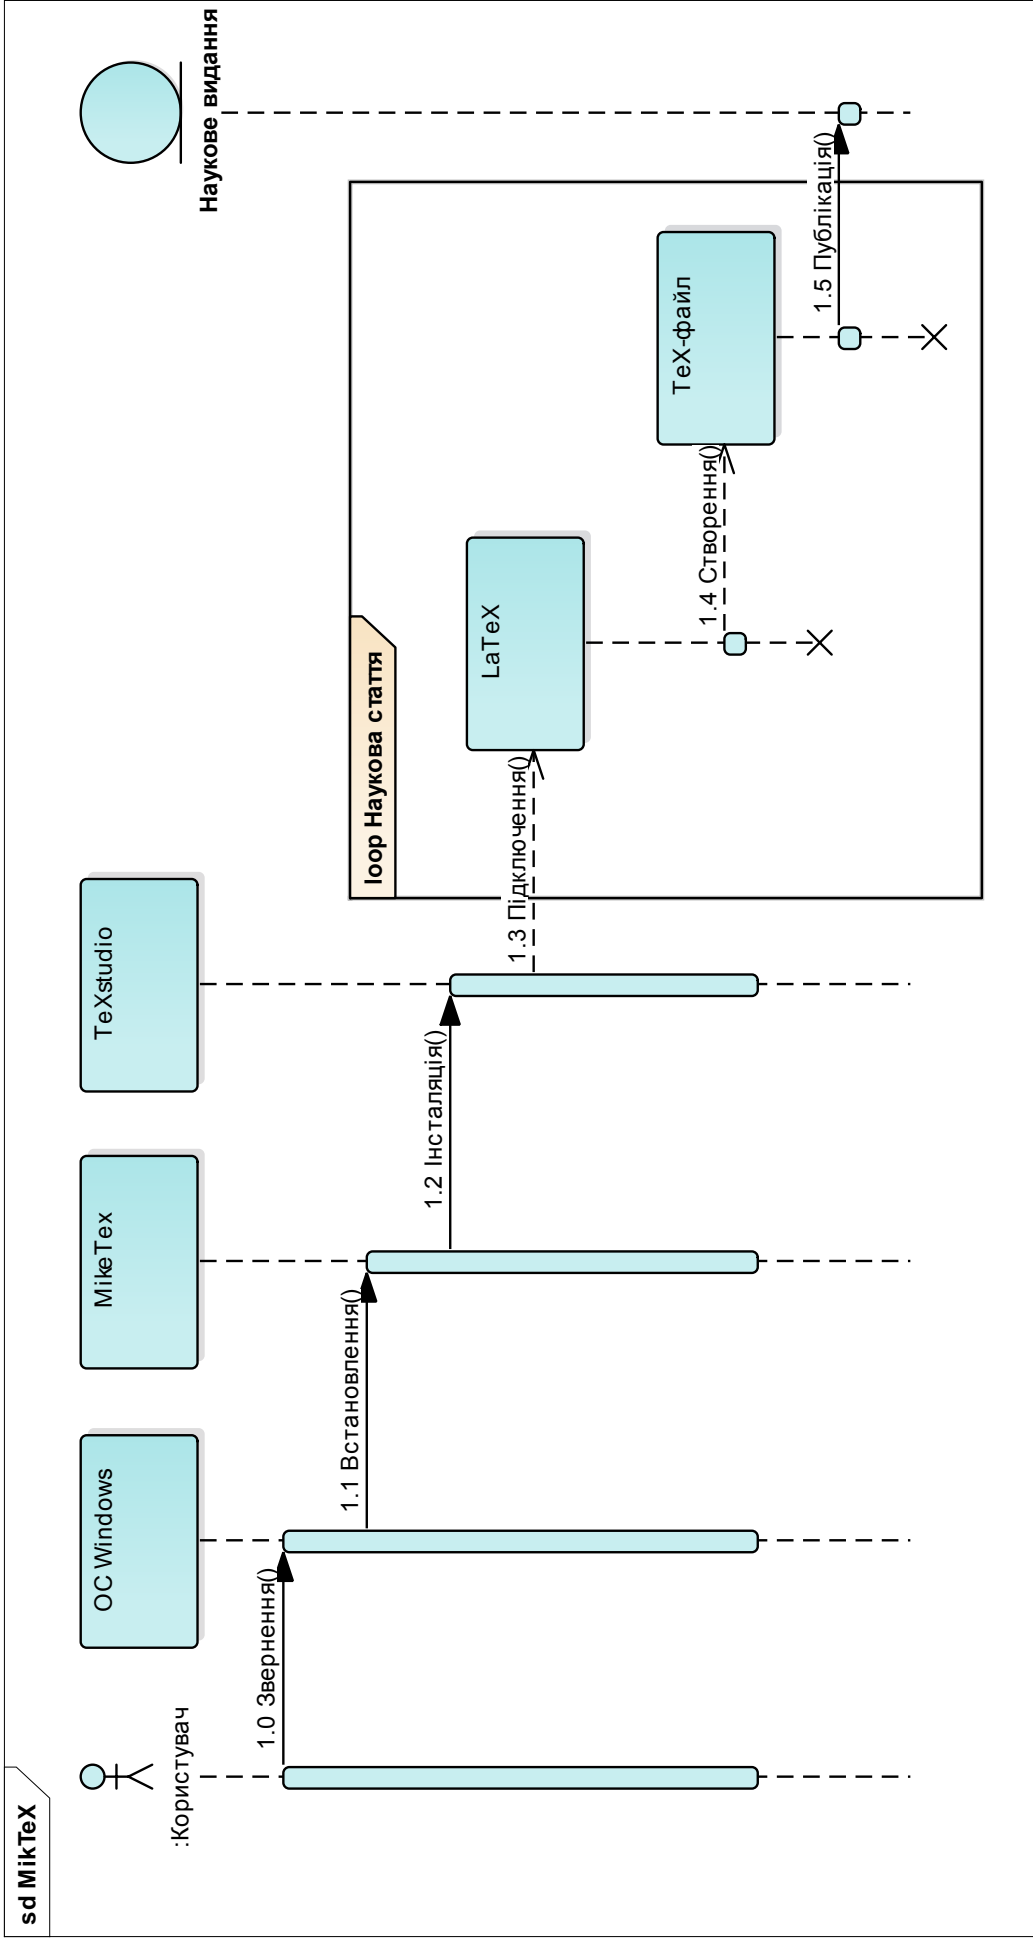 sd MikTeX
:Користувач
ОС Windows
MikeTex
TeXstudio
Наукове видання
1.0 Звернення()
1.1 Встановлення()
1.2 Інсталяція()
loop Наукова стаття
1.3 Підключення()
LaTeX
1.4 Створення()
TeX-файл
1.5 Публікація()